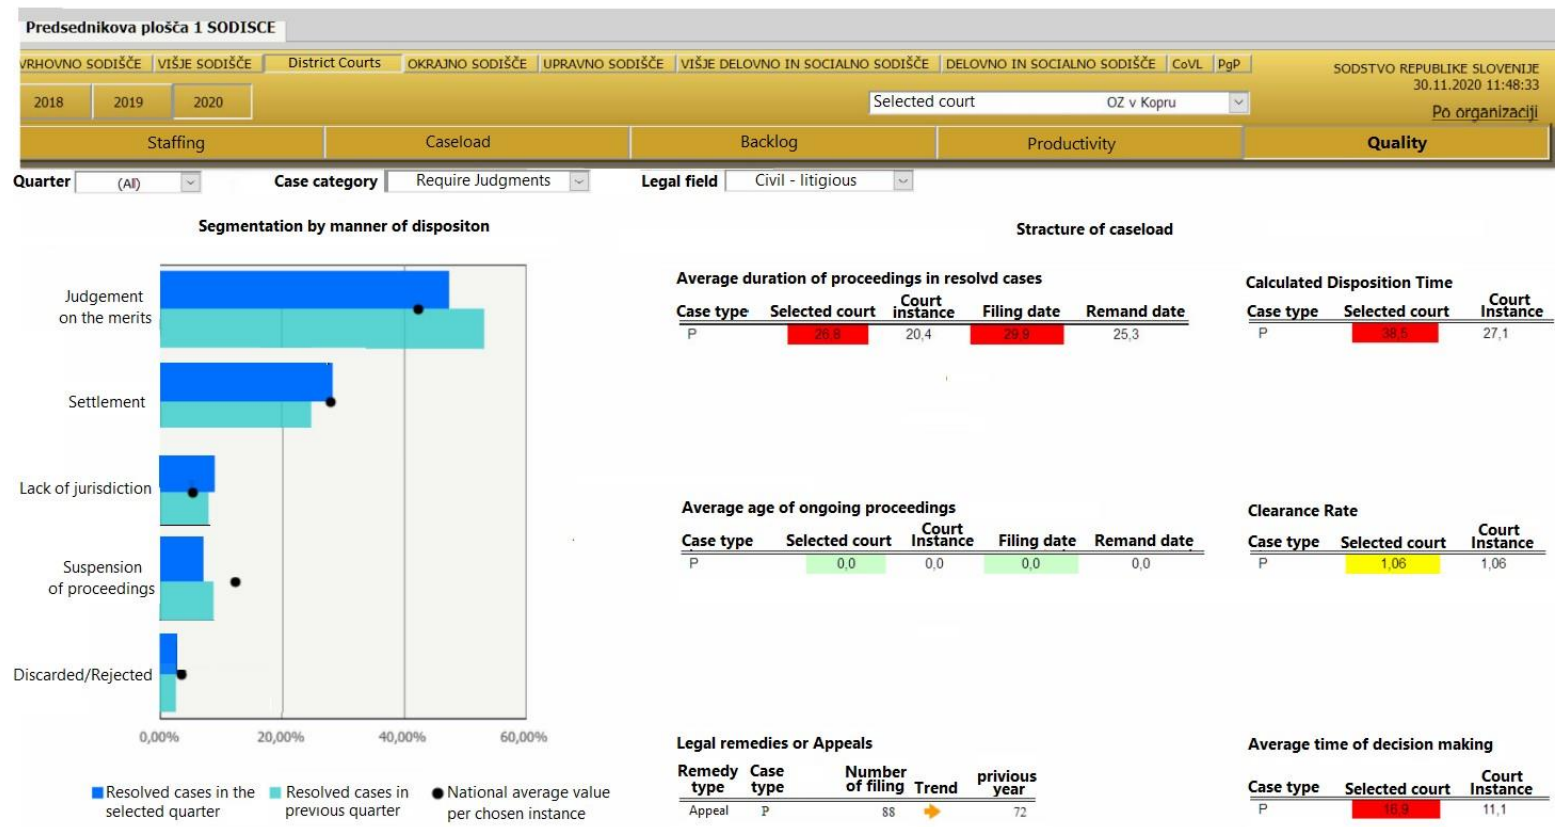 Predsednikova plošča 1 SODISCE
VRHOVNO SODIŠČE VIŠJE SODIŠČE District Courts OKRAJNO SODIŠČE UPRAVNO SODIŠČE VIŠJE DELOVNO IN SOCIALNO SODIŠČE DELOVNO IN SOCIALNO SODIŠČE CoVL PgP
SODSTVO REPUBLIKE SLOVENIJE
30.11.2020 11:48:33
2018 2019 2020 Selected court OZ v Kopru
Po organizaciji
Staffing Caseload Backlog Productivity Quality
Quarter (All) Case category Require Judgments Legal field Civil - litigious
Segmentation by manner of dispositon
Judgement
on the merits
Settlement
Lack of jurisdiction
Suspension
of proceedings
Discarded/Rejected
0,00% 20,00% 40,00% 60,00%
Resolved cases in the
selected quarter
Resolved cases in
previous quarter
National average value
per chosen instance
Stracture of caseload
Average duration of proceedings in resolvd cases
Case type Selected court Court instance Filing date Remand date
P 26,8 20,4 29,9 25,3
Calculated Disposition Time
Case type Selected court Court Instance
P 38,5 27,1
Average age of ongoing proceedings
Case type Selected court Court Instance Filing date Remand date
P 0,0 0,0 0,0 0,0
Clearance Rate
Case type Selected court Court Instance
P 1,06 1,06
Legal remedies or Appeals
Remedy type Case type Number of filing Trend privious year
Appeal P 88 72
Average time of decision making
Case type Selected court Court Instance
P 16,9 11,1